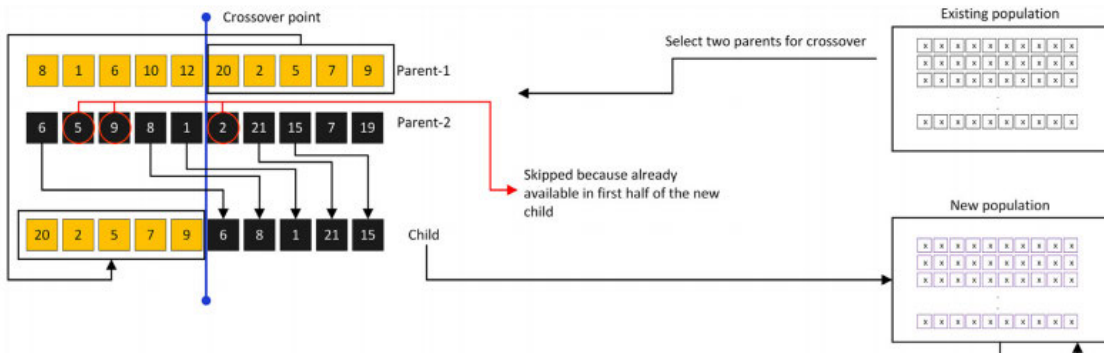 Crossover point
Existing population
Select two parents for crossover
8 1 6 10 12 20 2 5 7 9
Parent-1
x x x x x x x x x x
x x x x x x x x x x
x x x x x x x x x x
x x x x x x x x x x
6 5 9 8 1 2 21 15 7 19
Parent-2
Skipped because already
available in first half of the new
child
New population
20 2 5 7 9 6 8 1 21 15
Child
x x x x x x x x x x
x x x x x x x x x x
x x x x x x x x x x
x x x x x x x x x x